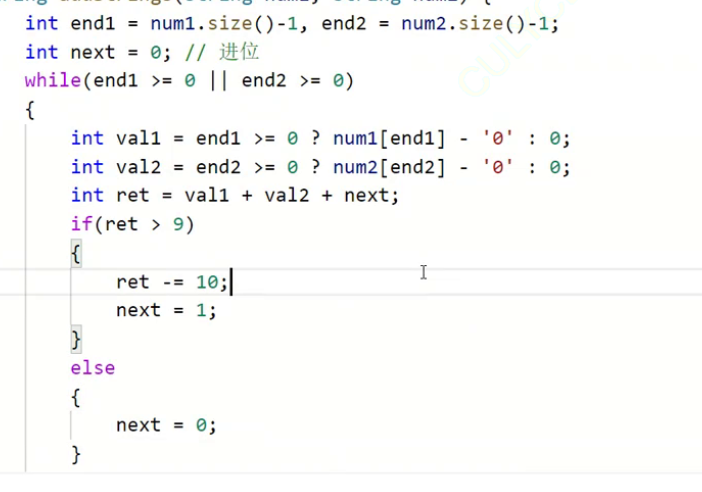 int end1 = num1.size()-1, end2 = num2.size()-1;
int next = 0; // 进位
while(end1 >= 0 || end2 >= 0)
{
int val1 = end1 >= 0 ? num1[end1] - '0' : 0;
int val2 = end2 >= 0 ? num2[end2] - '0' : 0;
int ret = val1 + val2 + next;
if(ret > 9)
{
ret -= 10;
next = 1;
}
else
{
next = 0;
}